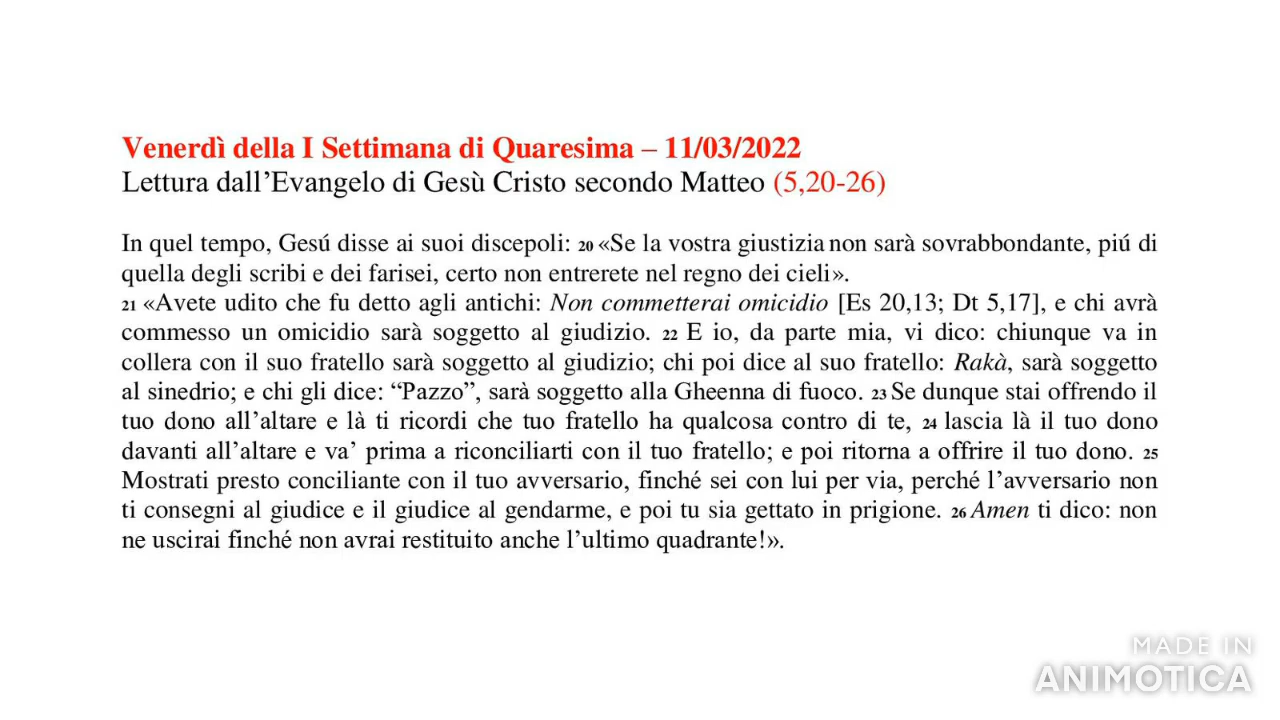 Venerdì della I Settimana di Quaresima – 11/03/2022
Lettura dall’Evangelo di Gesù Cristo secondo Matteo (5,20-26)
In quel tempo, Gesú disse ai suoi discepoli: 20 «Se la vostra giustizia non sarà sovrabbondante, piú di
quella degli scribi e dei farisei, certo non entrerete nel regno dei cieli».
21 «Avete udito che fu detto agli antichi: Non commetterai omicidio [Es 20,13; Dt 5,17], e chi avrà
commesso un omicidio sarà soggetto al giudizio. 22 E io, da parte mia, vi dico: chiunque va in
collera con il suo fratello sarà soggetto al giudizio; chi poi dice al suo fratello: Rakà, sarà soggetto
al sinedrio; e chi gli dice: “Pazzo”, sarà soggetto alla Gheenna di fuoco. 23 Se dunque stai offrendo il
tuo dono all’altare e là ti ricordi che tuo fratello ha qualcosa contro di te, 24 lascia là il tuo dono
davanti all’altare e va’ prima a riconciliarti con il tuo fratello; e poi ritorna a offrire il tuo dono. 25
Mostrati presto conciliante con il tuo avversario, finché sei con lui per via, perché l’avversario non
ti consegni al giudice e il giudice al gendarme, e poi tu sia gettato in prigione. 26 Amen ti dico: non
ne uscirai finché non avrai restituito anche l’ultimo quadrante!».
MADE IN
ANIMOTICA